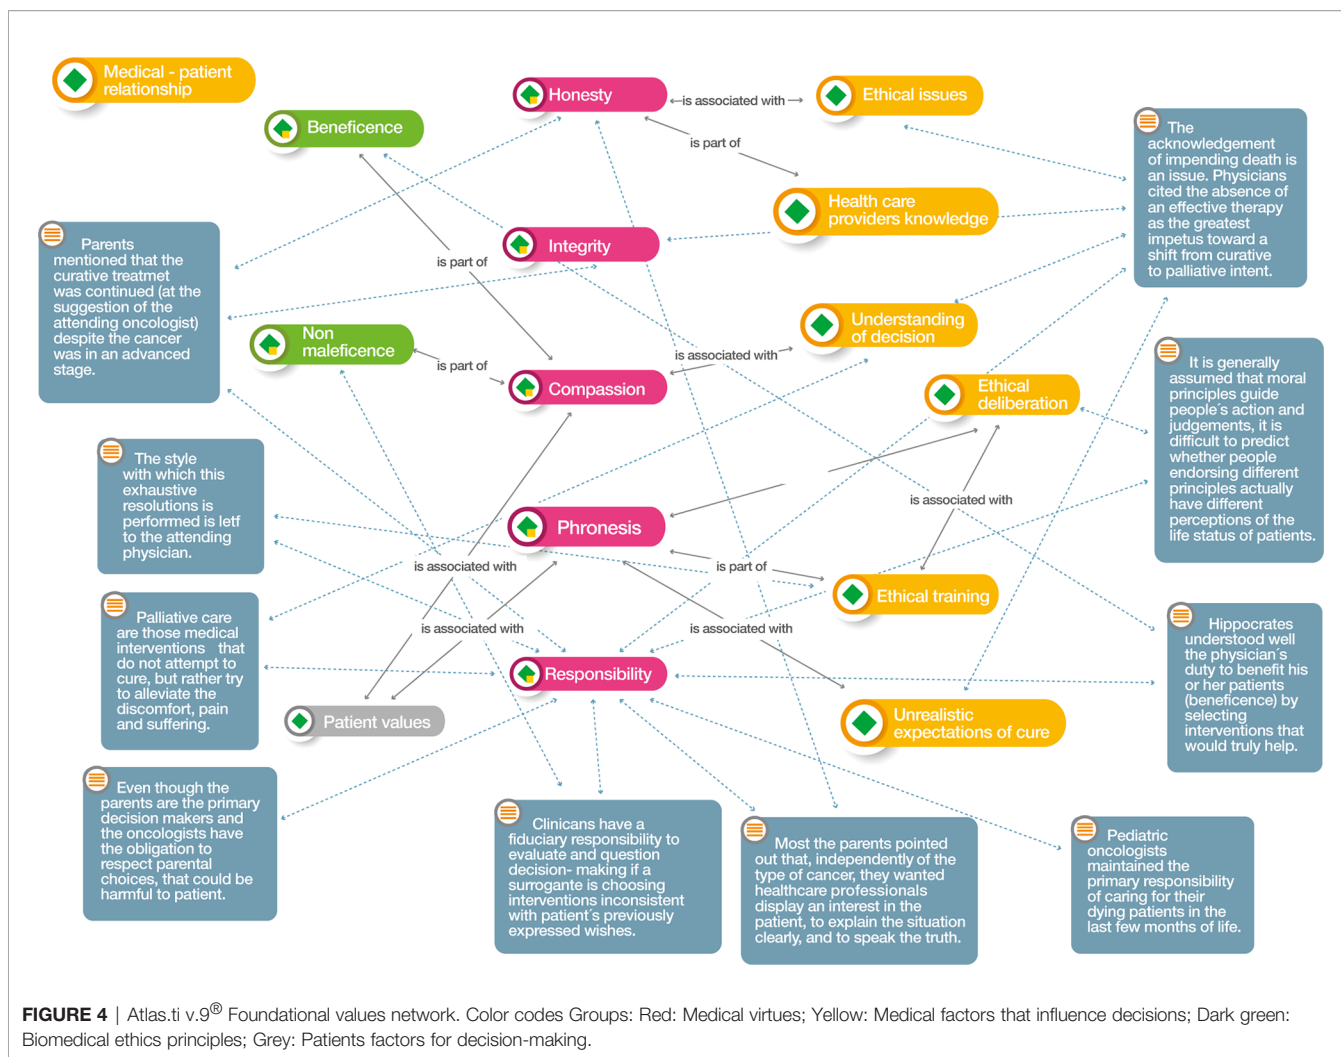 Medical - patient
relationship
Beneficence
Honesty
is associated with
Ethical issues
is part of
Health care
providers knowledge
The
acknowledgement
of impending death is
an issue. Physicians
cited the absence of
an effective therapy
as the greatest
impetus toward a
shift from curative
to palliative intent.
Parents
mentioned that the
curative treatmet
was continued (at the
suggestion of the
attending oncologist)
despite the cancer
was in an advanced
stage.
Integrity
is part of
Non
maleficence
is part of
Compassion
is associated with
Understanding
of decision
Ethical
deliberation
It is generally
assumed that moral
principles guide
people´s action and
judgements, it is
difficult to predict
whether people
endorsing different
principles actually
have different
perceptions of the
life status of patients.
The style
with which this
exhaustive
resolutions is
performed is letf
to the attending
physician.
Phronesis
is associated with
is associated with
is part of
Ethical training
Palliative care
are those medical
interventions that
do not attempt to
cure, but rather try
to alleviate the
discomfort, pain
and suffering.
is associated with
is associated with
Responsibility
Patient values
Unrealistic
expectations of cure
Hippocrates
understood well
the physician´s
duty to benefit his
or her patients
(beneficence) by
selecting
interventions that
would truly help.
Even though the
parents are the primary
decision makers and
the oncologists have
the obligation to
respect parental
choices, that could be
harmful to patient.
Clinicans have a
fiduciary responsibility to
evaluate and question
decision- making if a
surrogante is choosing
interventions inconsistent
with patient´s previously
expressed wishes.
Most the parents pointed
out that, independently of the
type of cancer, they wanted
healthcare professionals
display an interest in the
patient, to explain the situation
clearly, and to speak the truth.
Pediatric
oncologists
maintained the
primary responsibility
of caring for their
dying patients in the
last few months of life.
FIGURE 4 | Atlas.ti v.9® Foundational values network. Color codes Groups: Red: Medical virtues; Yellow: Medical factors that influence decisions; Dark green:
Biomedical ethics principles; Grey: Patients factors for decision-making.